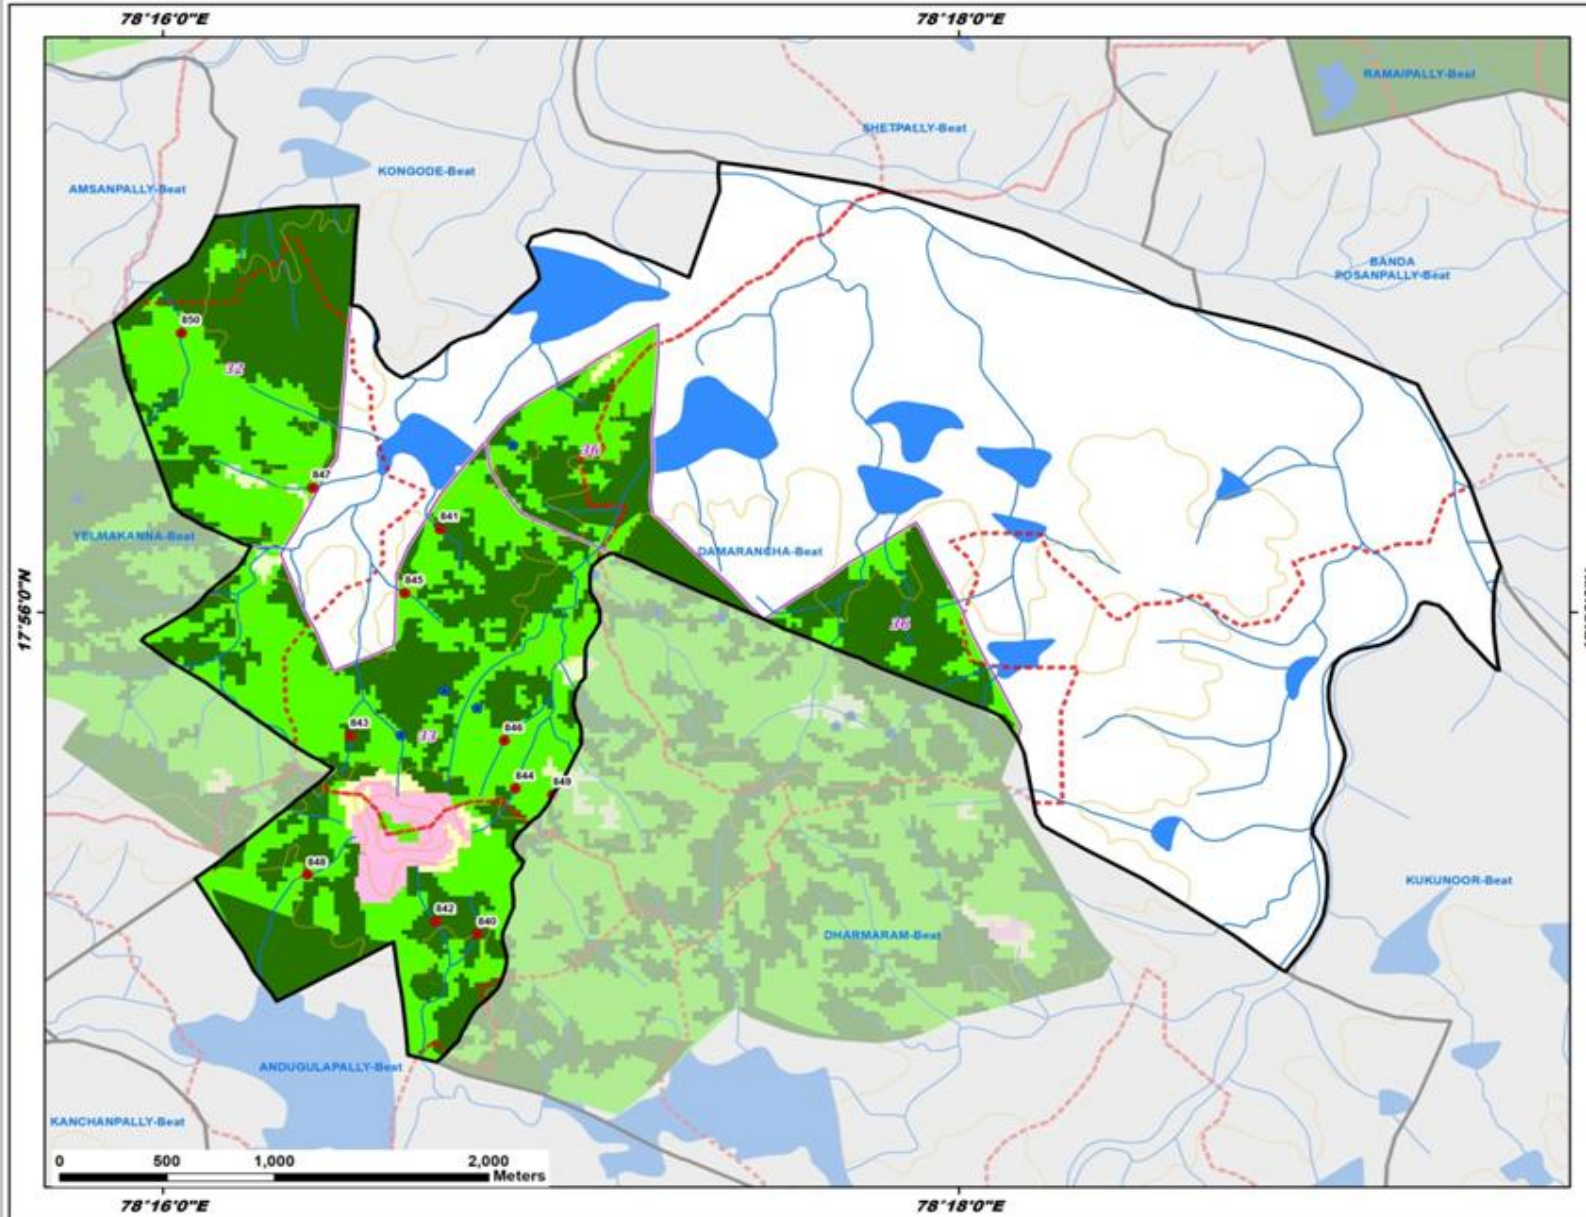 78°16'0"E
78°18'0"E
RAMAIPALLY-Beat
SHETPALLY-Beat
KONGODE-Beat
AMSANPALLY-Beat
BANDA
POSANPALLY-Beat
850
32
36
847
841
YELMAKANNA-Beat
DAMARANCHA-Beat
845
17°56'0"N
36
843
33
846
844
849
848
KUKUNOOR-Beat
842
840
DHARMARAM-Beat
ANDUGULAPALLY-Beat
KANCHANPALLY-Beat
0 500 1,000 2,000
Meters
78°16'0"E
78°18'0"E